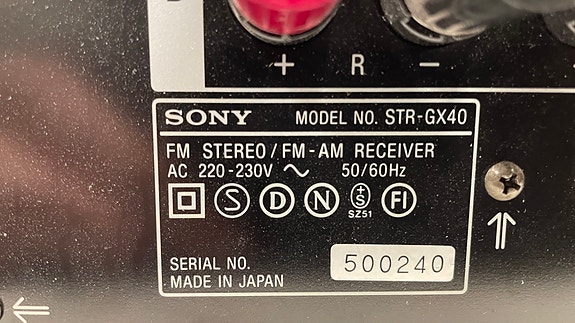 + R −
SONY MODEL NO. STR-GX40
FM STEREO / FM-AM RECEIVER
AC 220-230V ~ 50/60Hz
S D N +S FI
SZ51
SERIAL NO. 500240
MADE IN JAPAN